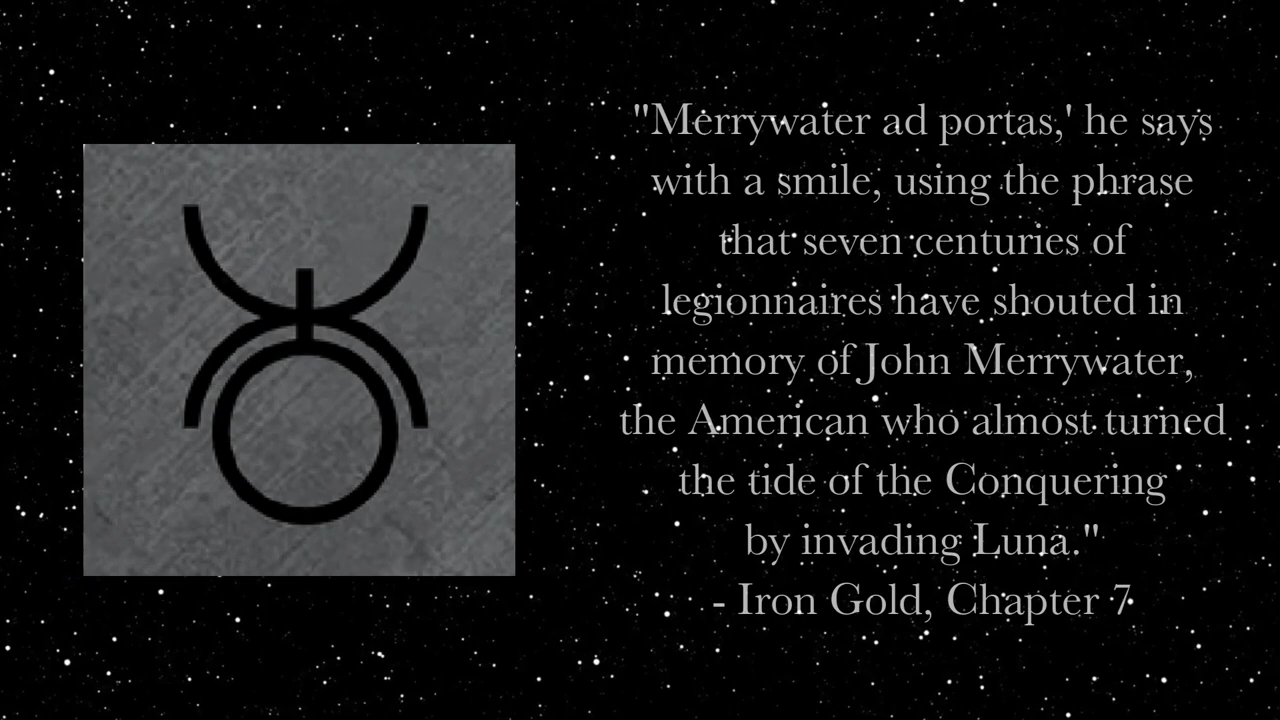 "Merrywater ad portas,' he says
with a smile, using the phrase
that seven centuries of
legionnaires have shouted in
memory of John Merrywater,
the American who almost turned
the tide of the Conquering
by invading Luna."
- Iron Gold, Chapter 7